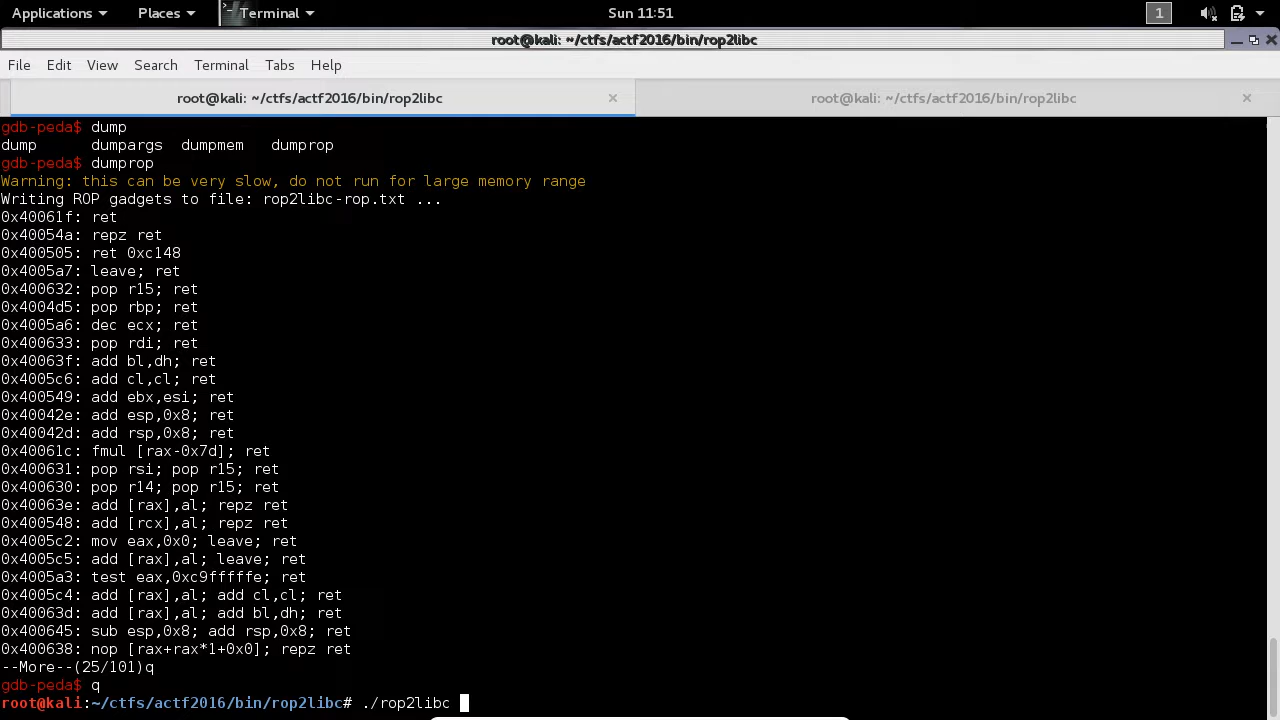 Applications Places Terminal Sun 11:51 1
root@kali: ~/ctfs/actf2016/bin/rop2libc
File Edit View Search Terminal Tabs Help
root@kali: ~/ctfs/actf2016/bin/rop2libc × root@kali: ~/ctfs/actf2016/bin/rop2libc ×
gdb-peda$ dump
dump dumpargs dumpmem dumprop
gdb-peda$ dumprop
Warning: this can be very slow, do not run for large memory range
Writing ROP gadgets to file: rop2libc-rop.txt ...
0x40061f: ret
0x40054a: repz ret
0x400505: ret 0xc148
0x4005a7: leave; ret
0x400632: pop r15; ret
0x4004d5: pop rbp; ret
0x4005a6: dec ecx; ret
0x400633: pop rdi; ret
0x40063f: add bl,dh; ret
0x4005c6: add cl,cl; ret
0x400549: add ebx,esi; ret
0x40042e: add esp,0x8; ret
0x40042d: add rsp,0x8; ret
0x40061c: fmul [rax-0x7d]; ret
0x400631: pop rsi; pop r15; ret
0x400630: pop r14; pop r15; ret
0x40063e: add [rax],al; repz ret
0x400548: add [rcx],al; repz ret
0x4005c2: mov eax,0x0; leave; ret
0x4005c5: add [rax],al; leave; ret
0x4005a3: test eax,0xc9fffffe; ret
0x4005c4: add [rax],al; add cl,cl; ret
0x40063d: add [rax],al; add bl,dh; ret
0x400645: sub esp,0x8; add rsp,0x8; ret
0x400638: nop [rax+rax*1+0x0]; repz ret
--More--(25/101)q
gdb-peda$ q
root@kali:~/ctfs/actf2016/bin/rop2libc# ./rop2libc